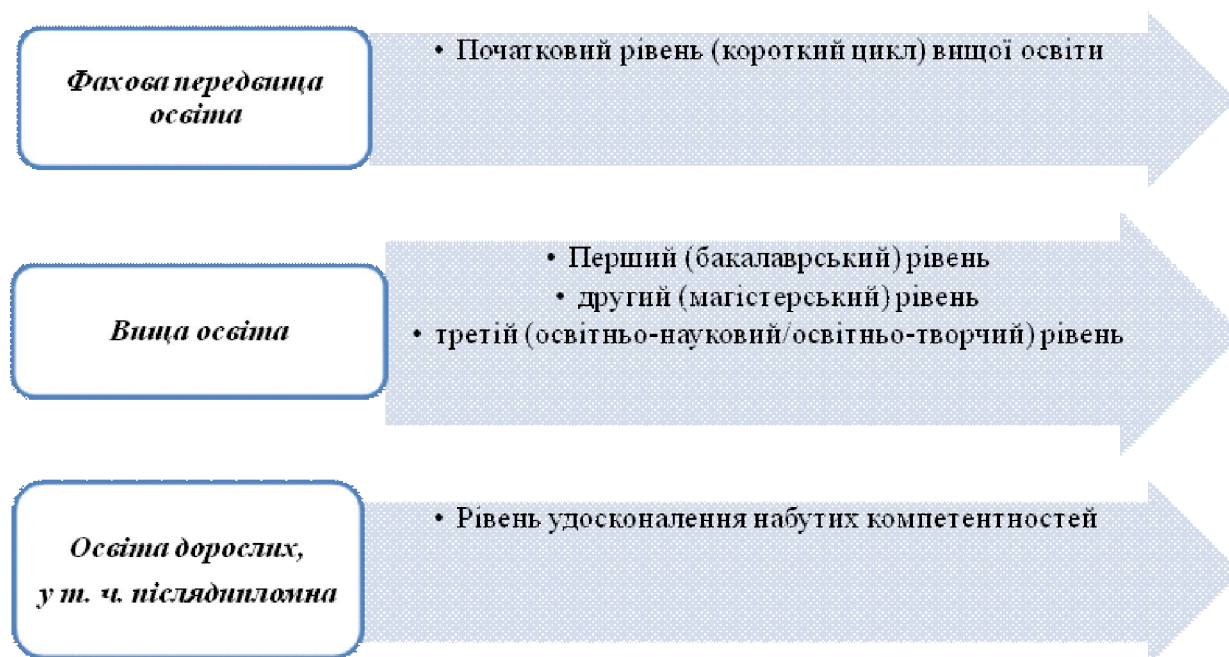 Фахова передвища
освіта
• Початковий рівень (короткий цикл) вищої освіти
Вища освіта
• Перший (бакалаврський) рівень
• другий (магістерський) рівень
• третій (освітньо-науковий/освітньо-творчий) рівень
Освіта дорослих,
у т. ч. післядипломна
• Рівень удосконалення набутих компетентностей